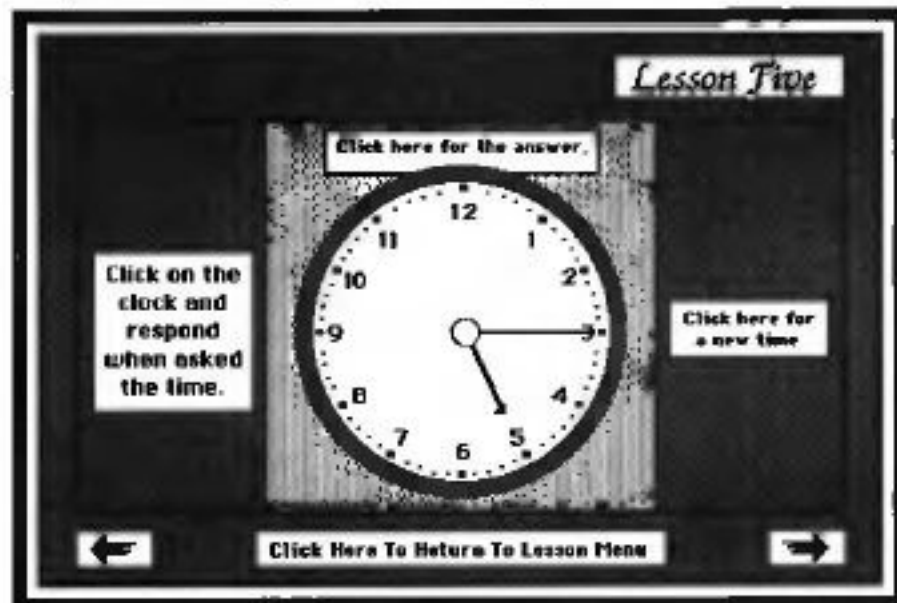 Lesson Five
Click here for the answer.
12
11
1
10
2
9
3
8
4
7
5
6
Click on the
clock and
respond
when asked
the time.
Click here for
a new time
Click Here To Return To Lesson Menu